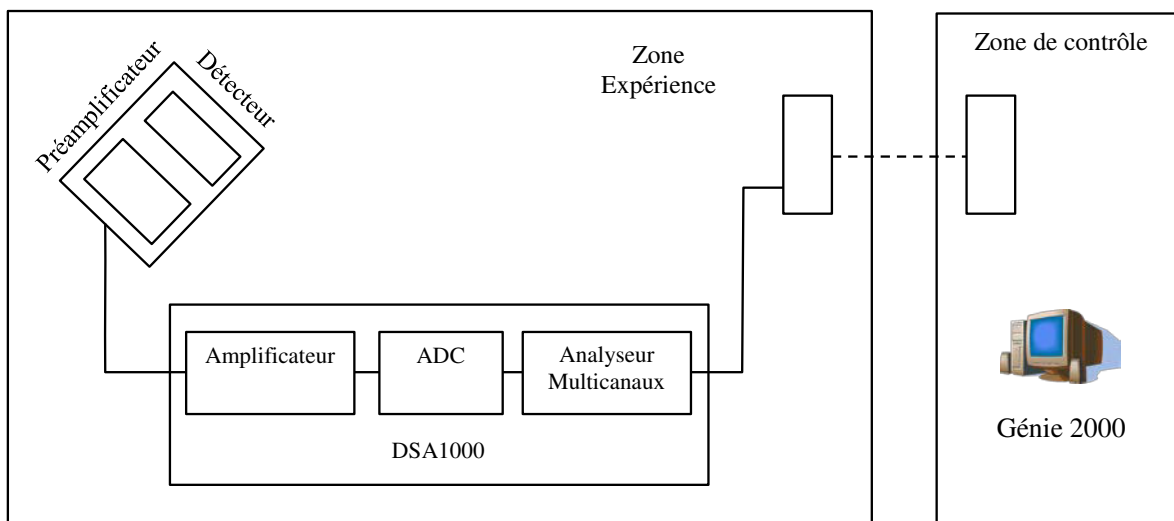 Préamplificateur
Détecteur
Zone
Expérience
Zone de contrôle
Amplificateur
ADC
Analyseur
Multicanaux
DSA1000
Génie 2000